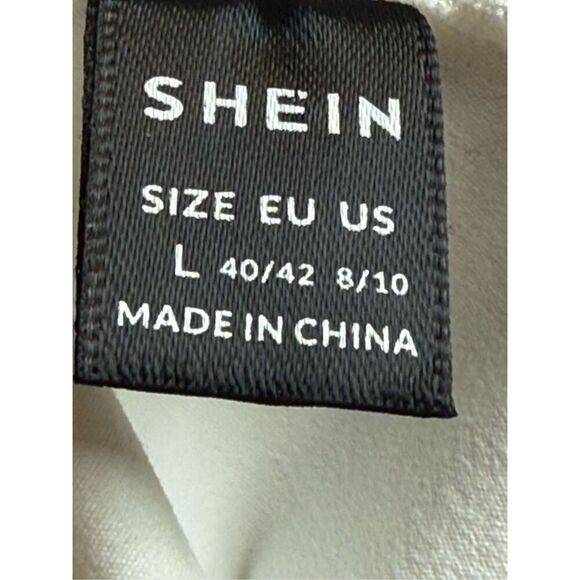 SHEIN
SIZE EU US
L 40/42 8/10
MADE IN CHINA